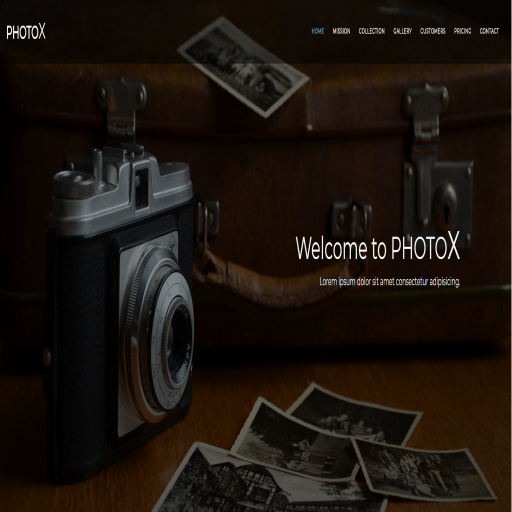 PHOTOX
HOME MISSION COLLECTION GALLERY CUSTOMERS PRICING CONTACT
Welcome to PHOTOX
Lorem ipsum dolor sit amet consectetur adipisicing.